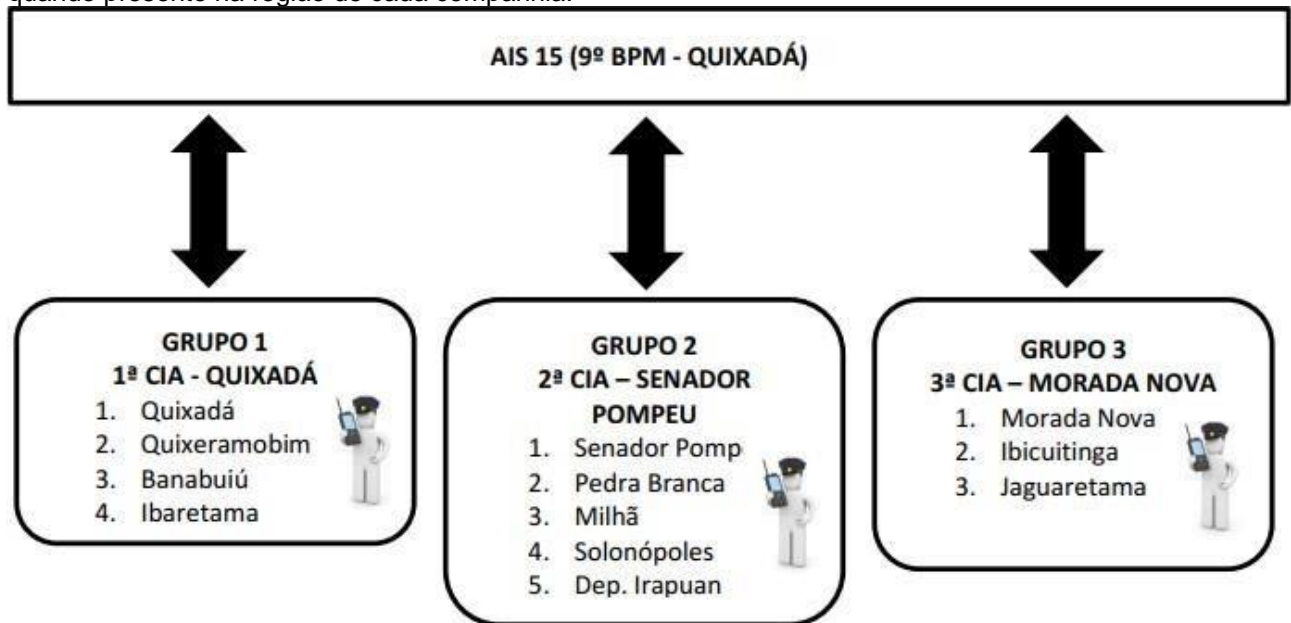 AIS 15 (9º BPM - QUIXADÁ)
GRUPO 1
1ª CIA - QUIXADÁ
1. Quixadá
2. Quixeramobim
3. Banabuiú
4. Ibaretama
GRUPO 2
2ª CIA – SENADOR
POMPEU
1. Senador Pomp
2. Pedra Branca
3. Milhã
4. Solonópoles
5. Dep. Irapuan
GRUPO 3
3ª CIA – MORADA NOVA
1. Morada Nova
2. Ibicuitinga
3. Jaguaretama